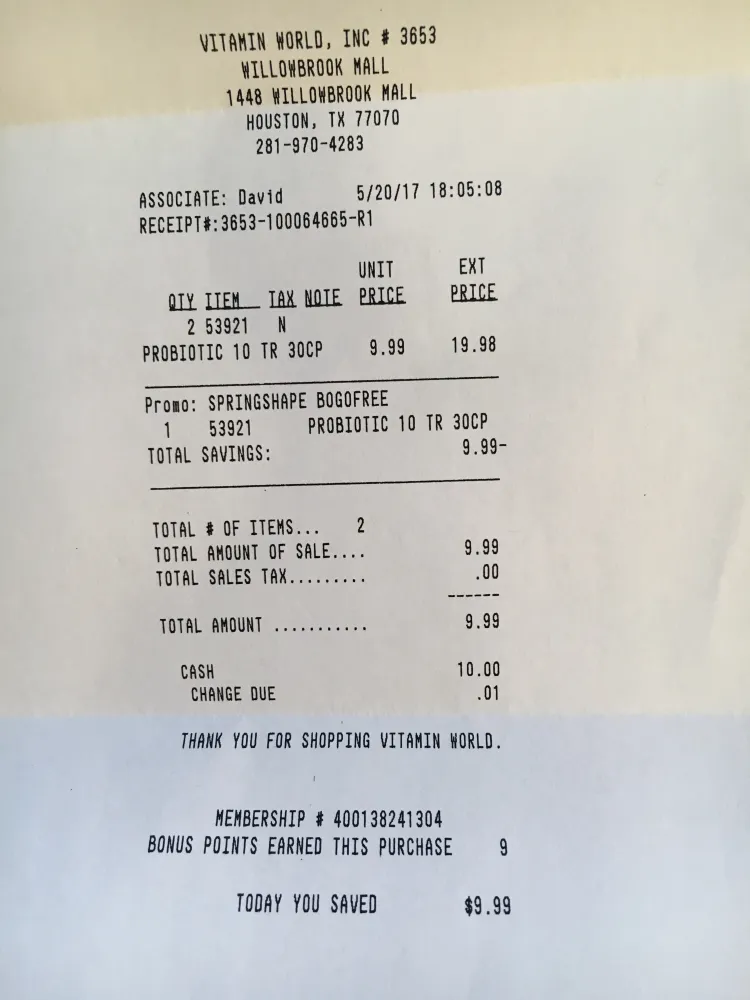 VITAMIN WORLD, INC # 3653
WILLOWBROOK MALL
1448 WILLOWBROOK MALL
HOUSTON, TX 77070
281-970-4283
ASSOCIATE: David 5/20/17 18:05:08
RECEIPT#:3653-100064665-R1
UNIT EXT
QTY ITEM TAX NOTE PRICE PRICE
2 53921 N
PROBIOTIC 10 TR 30CP 9.99 19.98
Promo: SPRINGSHAPE BOGOFREE
1 53921 PROBIOTIC 10 TR 30CP
TOTAL SAVINGS: 9.99-
TOTAL # OF ITEMS... 2
TOTAL AMOUNT OF SALE.... 9.99
TOTAL SALES TAX......... .00
------
TOTAL AMOUNT ........... 9.99
CASH 10.00
CHANGE DUE .01
THANK YOU FOR SHOPPING VITAMIN WORLD.
MEMBERSHIP # 400138241304
BONUS POINTS EARNED THIS PURCHASE 9
TODAY YOU SAVED $9.99